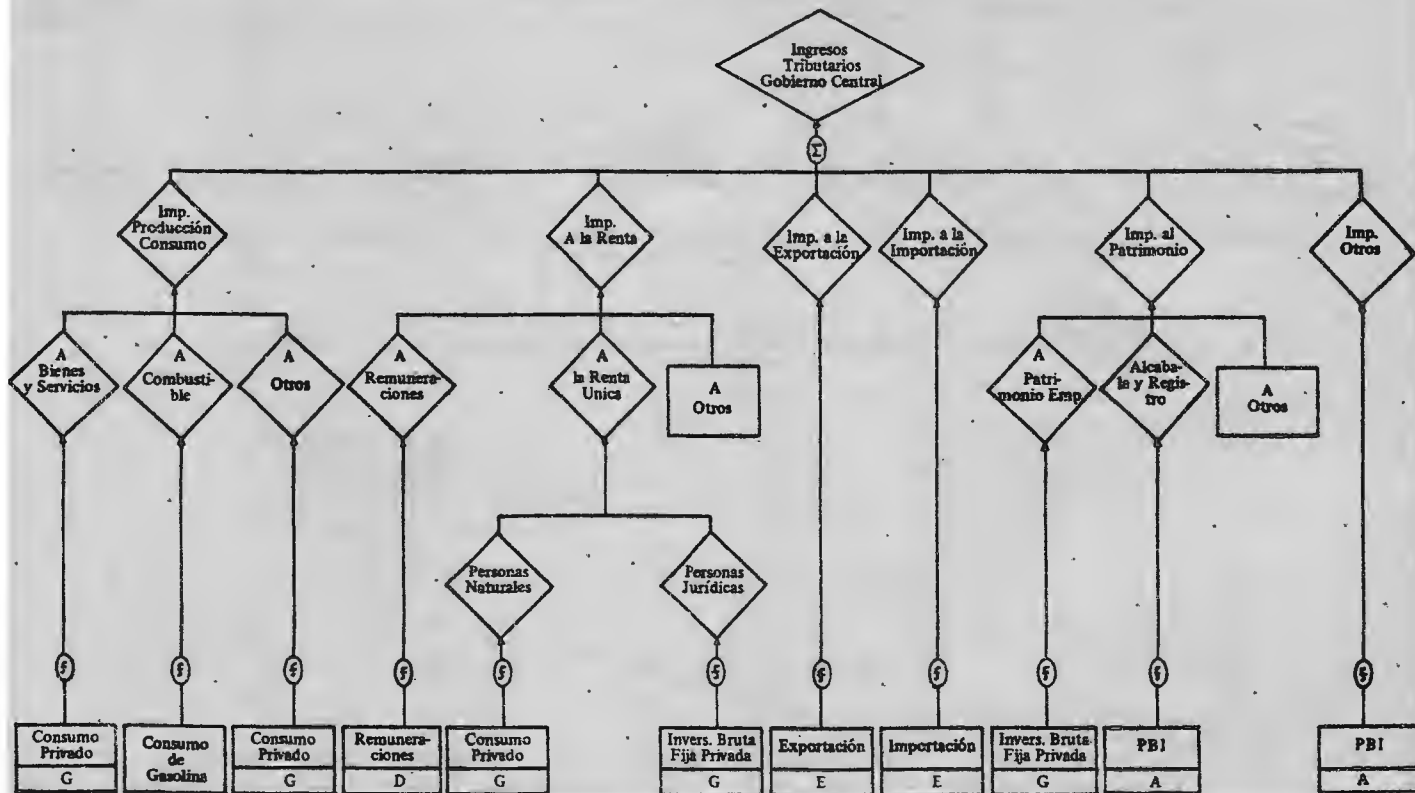 Ingresos
Tributarios
Gobierno Central
Σ
Imp.
Producción
Consumo
Imp.
A la Renta
Imp. a la
Exportación
Imp. a la
Importación
Imp. al
Patrimonio
Imp.
Otros
A
Bienes
y Servicios
A
Combusti-
ble
A
Otros
A
Remunera-
ciones
A
la Renta
Unica
A
Otros
A
Patri-
monio Emp.
Alcaba-
la y Regis-
tro
A
Otros
Personas
Naturales
Personas
Jurídicas
f
f
f
f
f
f
f
f
f
f
f
Consumo
Privado
G
Consumo
de
Gasolina
Consumo
Privado
G
Remunera-
ciones
D
Consumo
Privado
G
Invers. Bruta
Fija Privada
G
Exportación
E
Importación
E
Invers. Bruta
Fija Privada
G
PBI
A
PBI
A